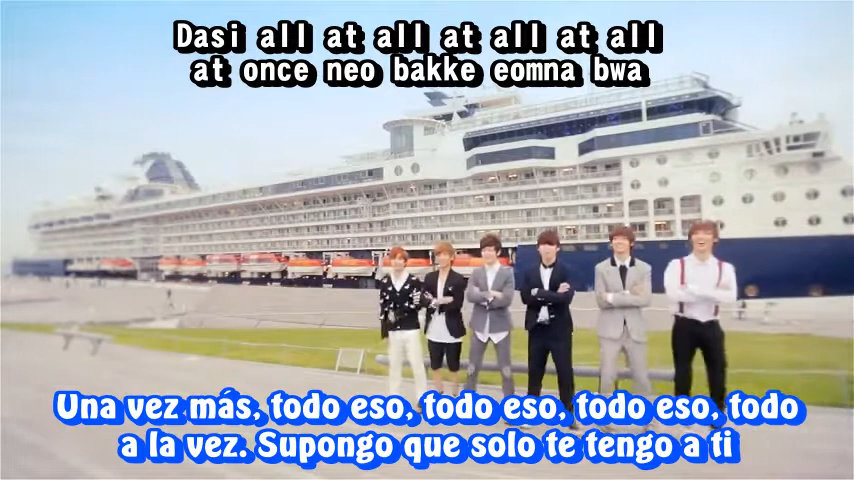 Dasi all at all at all at all
at once neo bakke eomna bwa
Una vez más, todo eso, todo eso, todo eso, todo
a la vez. Supongo que solo te tengo a ti